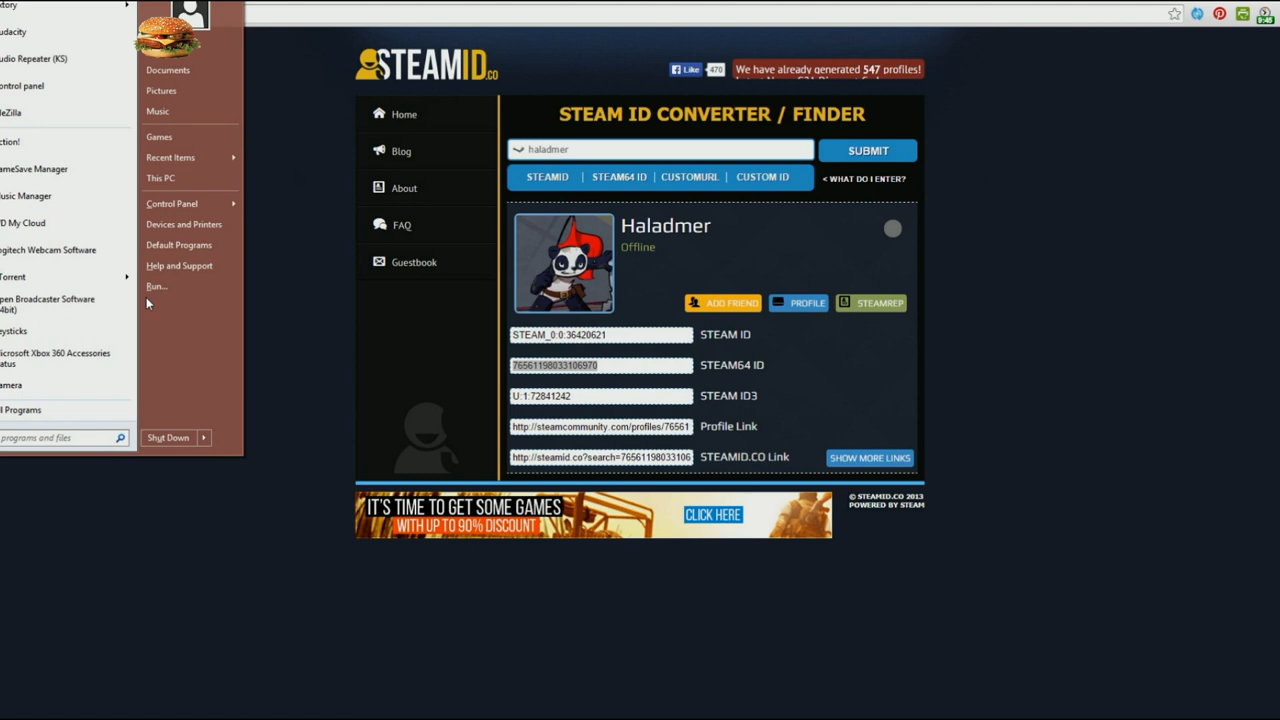 ktory
udacity
udio Repeater (KS)
ontrol panel
leZilla
ction!
ameSave Manager
usic Manager
D My Cloud
ogitech Webcam Software
Torrent
pen Broadcaster Software
4bit)
eysticks
icrosoft Xbox 360 Accessories
atus
amera
ll Programs
programs and files
Documents
Pictures
Music
Games
Recent Items
This PC
Control Panel
Devices and Printers
Default Programs
Help and Support
Run...
Shut Down
9:45
STEAMID.co
Like 470
We have already generated 547 profiles!
Home
Blog
About
FAQ
Guestbook
STEAM ID CONVERTER / FINDER
haladmer
SUBMIT
STEAMID | STEAM64 ID | CUSTOMURL | CUSTOM ID
< WHAT DO I ENTER?
Haladmer
Offline
ADD FRIEND
PROFILE
STEAMREP
STEAM_0:0:36420621 STEAM ID
76561198033106970 STEAM64 ID
U:1:72841242 STEAM ID3
http://steamcommunity.com/profiles/76561 Profile Link
http://steamid.co?search=76561198033106 STEAMID.CO Link
SHOW MORE LINKS
IT'S TIME TO GET SOME GAMES
WITH UP TO 90% DISCOUNT
CLICK HERE
© STEAMID.CO 2013
POWERED BY STEAM